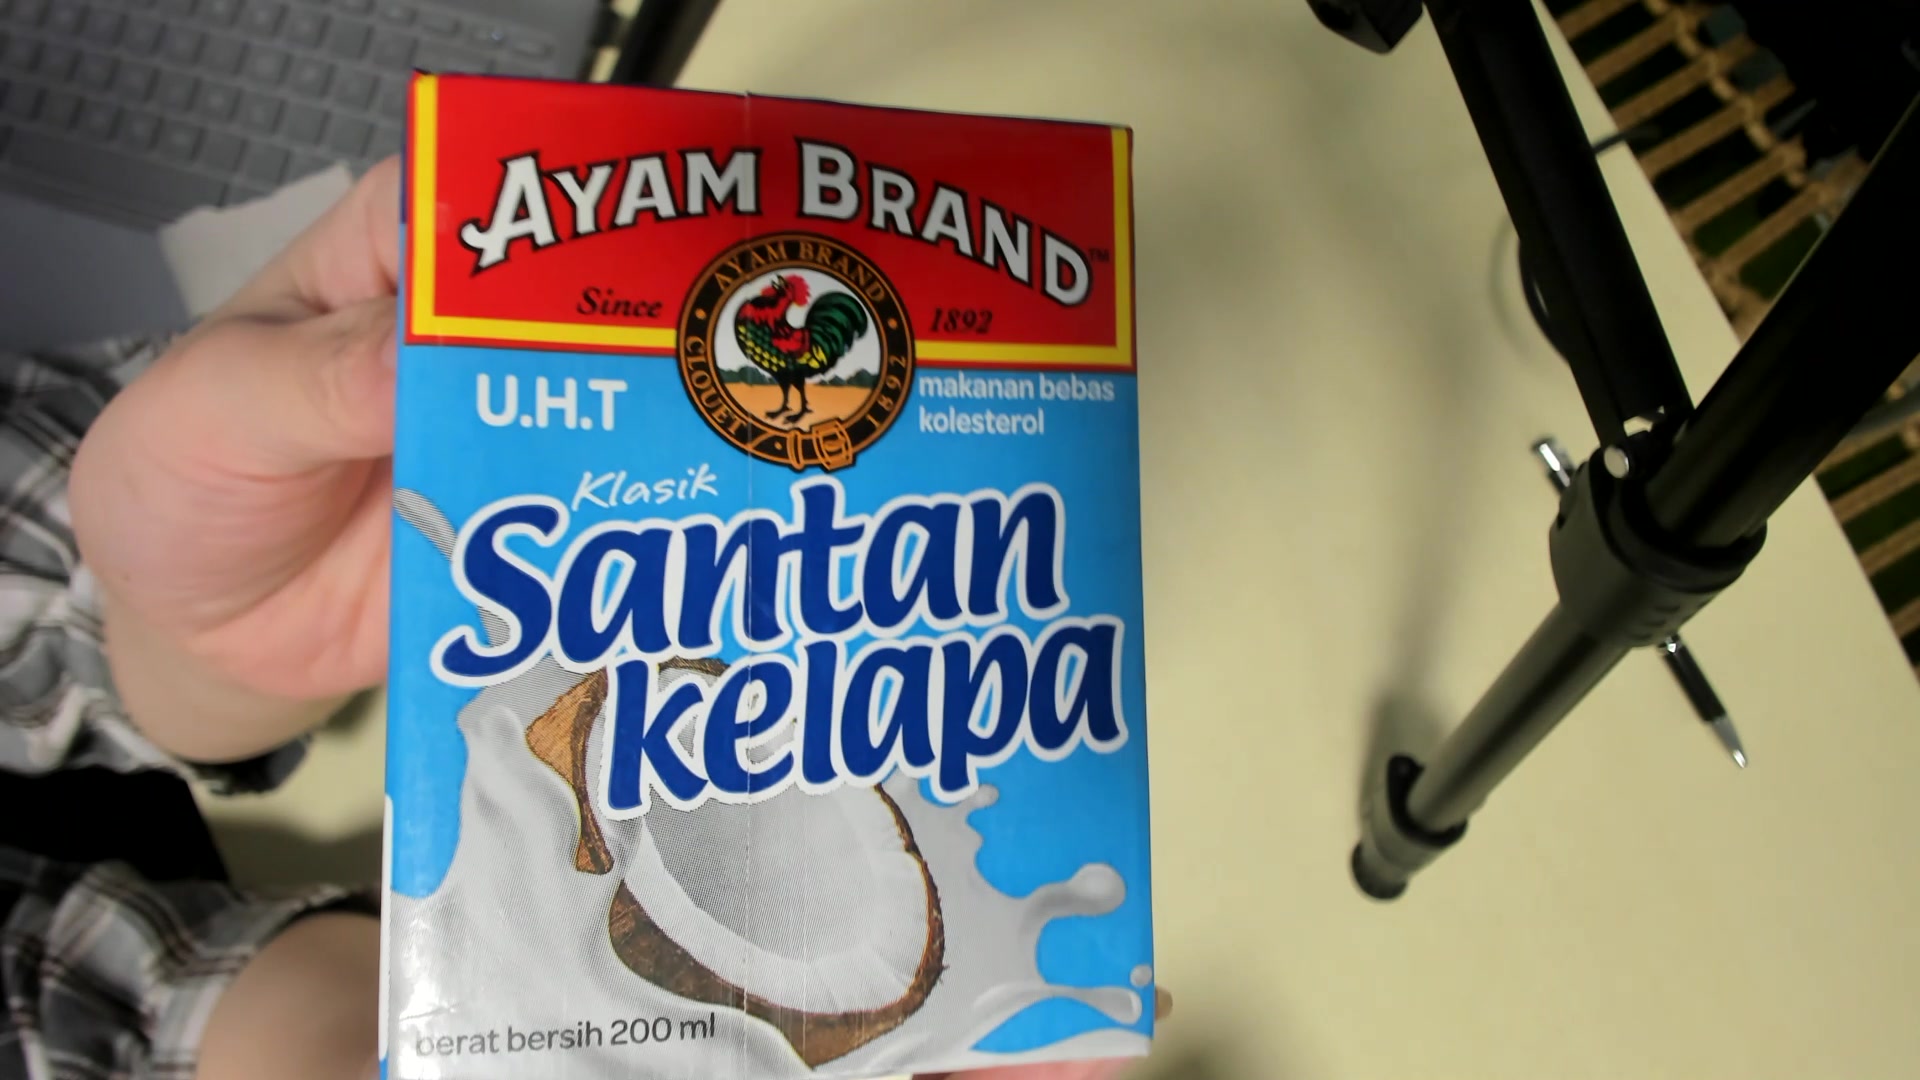 AYAM BRAND™
AYAM BRAND
Since 1892
CLOUET 1892
U.H.T
makanan bebas
kolesterol
Klasik
Santan
kelapa
berat bersih 200 ml